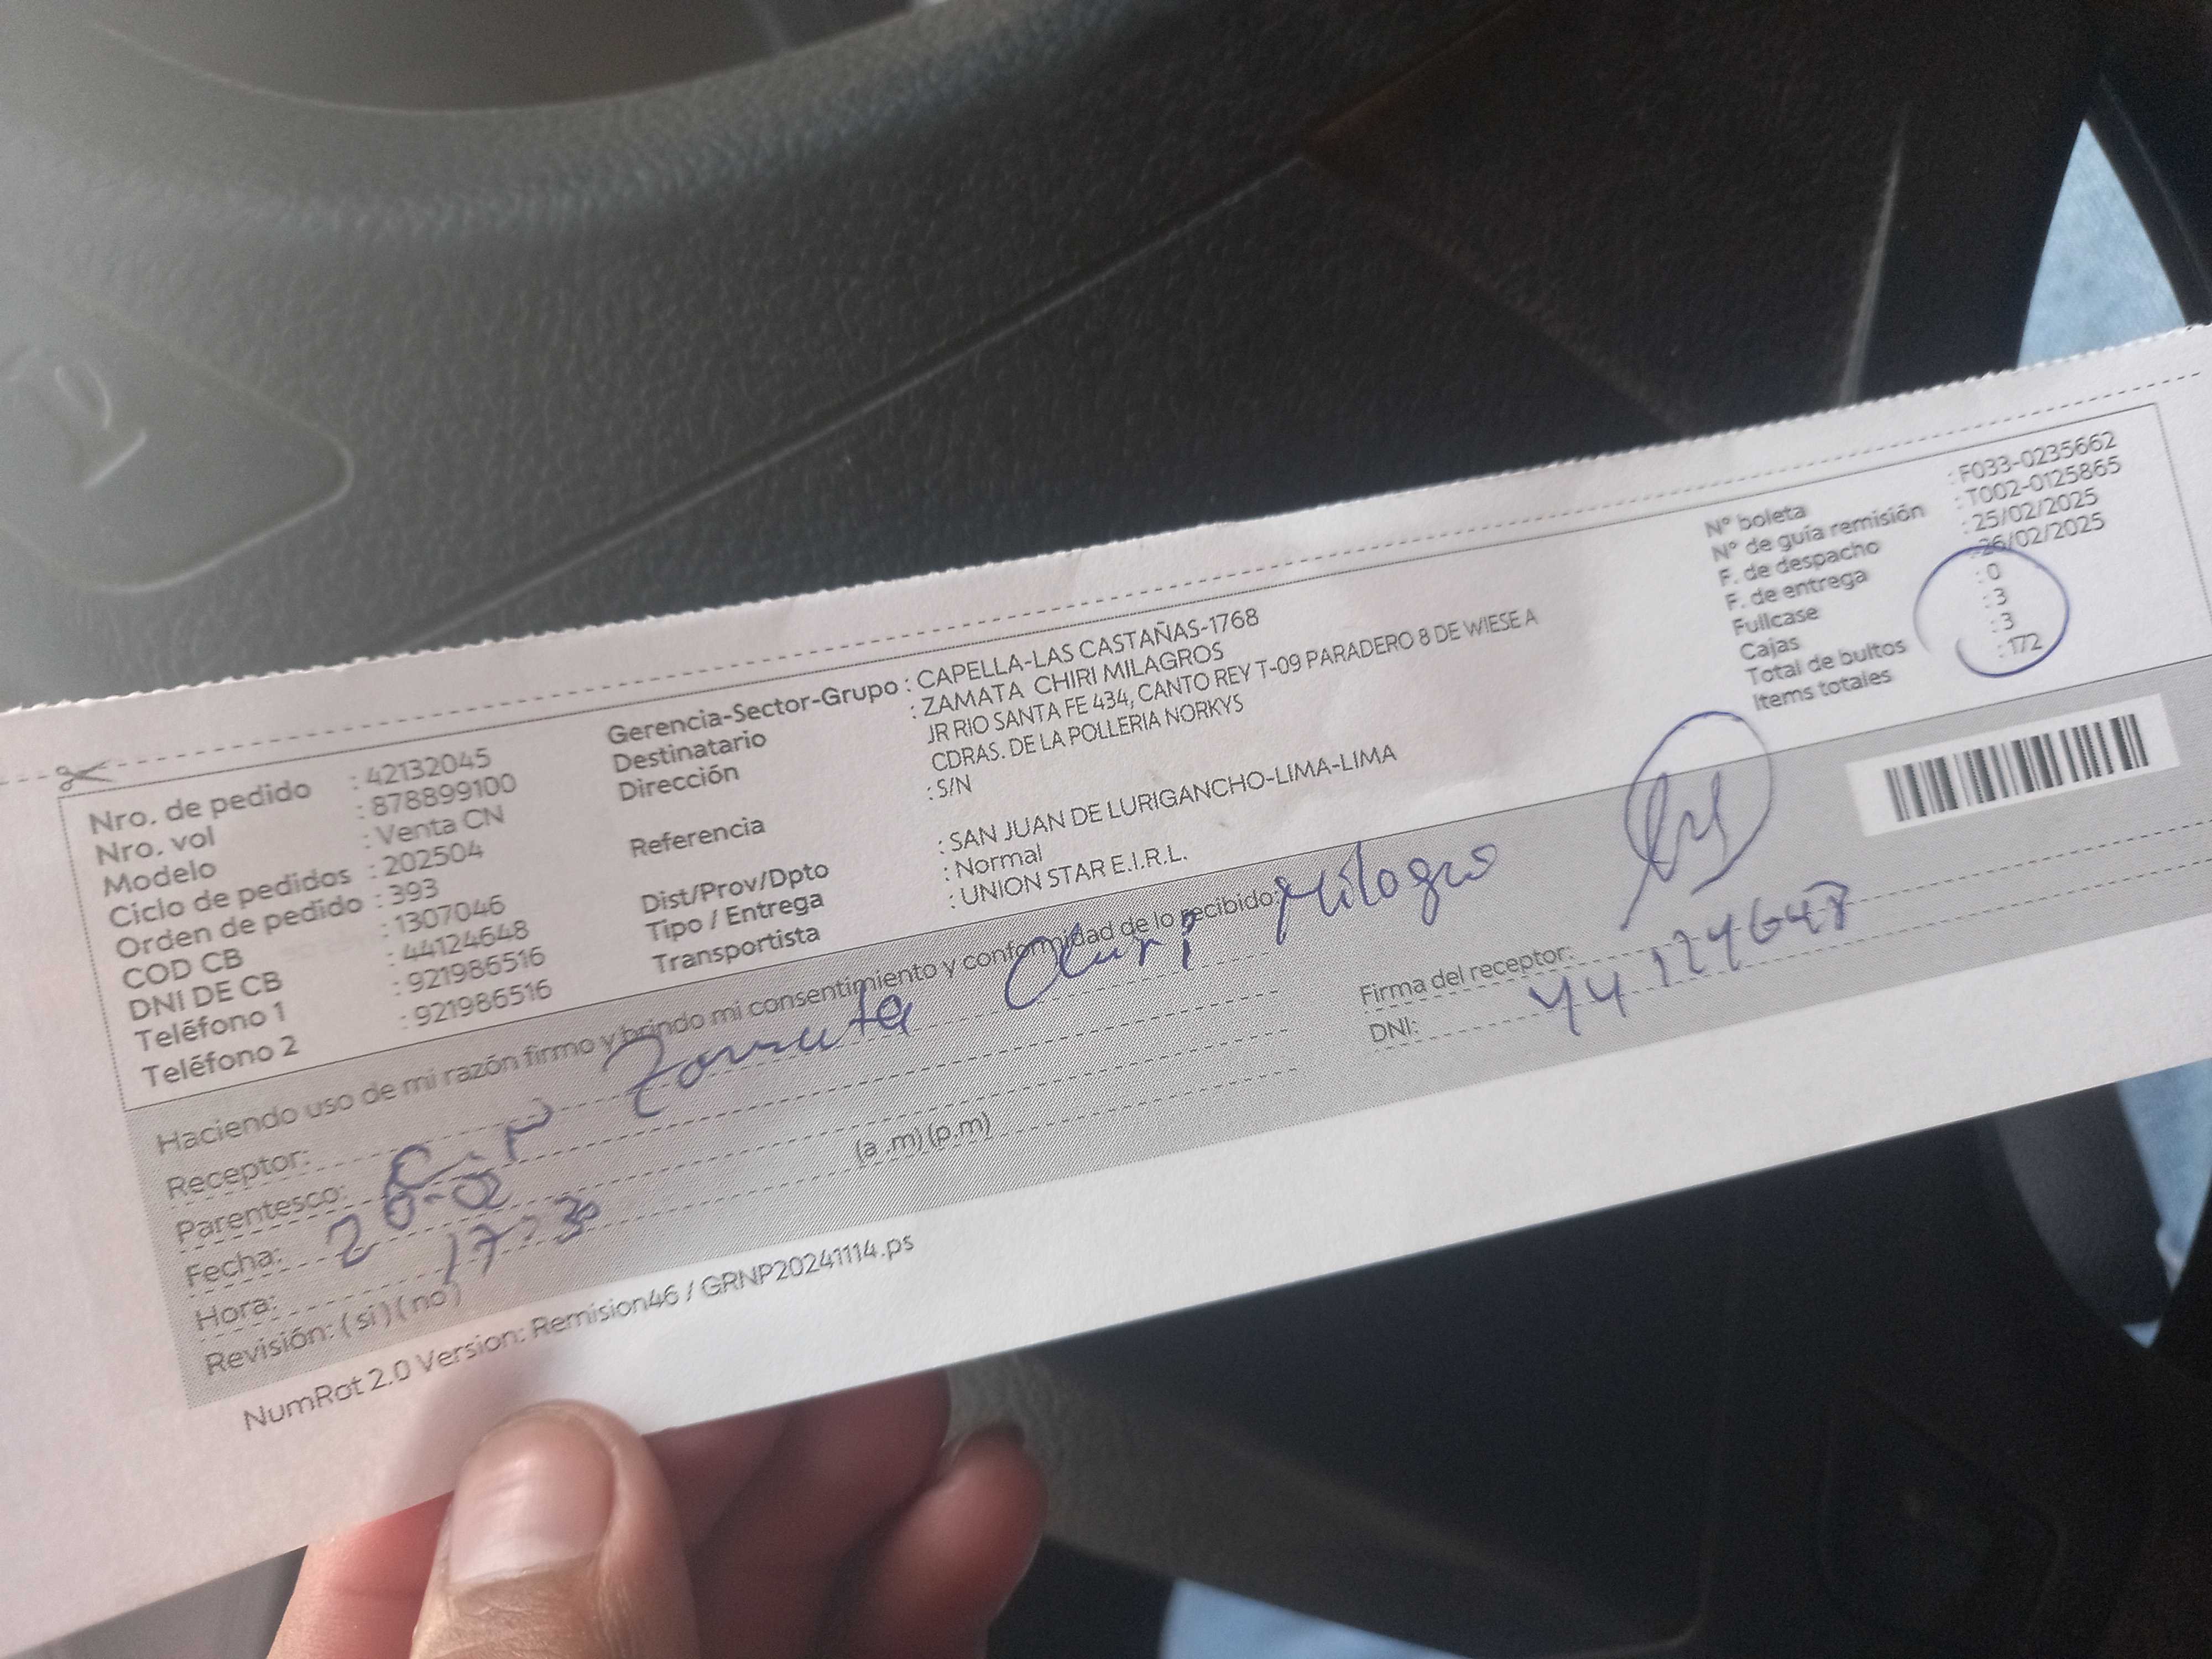 Nro. de pedido : 42132045
Nro. vol : 878899100
Modelo : Venta CN
Ciclo de pedidos : 202504
Orden de pedido : 393
COD CB : 1307046
DNI DE CB : 44124648
Teléfono 1 : 921986516
Teléfono 2 : 921986516
Gerencia-Sector-Grupo : CAPELLA-LAS CASTAÑAS-1768
Destinatario : ZAMATA CHIRI MILAGROS
Dirección JR RIO SANTA FE 434, CANTO REY T-09 PARADERO 8 DE WIESE A
CDRAS. DE LA POLLERIA NORKYS
Referencia : S/N
Dist/Prov/Dpto : SAN JUAN DE LURIGANCHO-LIMA-LIMA
Tipo / Entrega : Normal
Transportista : UNION STAR E.I.R.L.
N° boleta : F033-0235662
N° de guía remisión : T002-0125865
F. de despacho : 25/02/2025
F. de entrega : 26/02/2025
Fullcase : 0
Cajas : 3
Total de bultos : 3
Items totales : 172
Haciendo uso de mi razón firmo y brindo mi consentimiento y conformidad de lo recibido:
Receptor: Zamata Chiri Milagro
Parentesco:
Fecha:
Hora: 17:30 (a .m) (p.m)
Revisión: ( si ) ( no )
Firma del receptor:
DNI: 44124648
NumRot 2.0 Version: Remision46 / GRNP20241114.ps